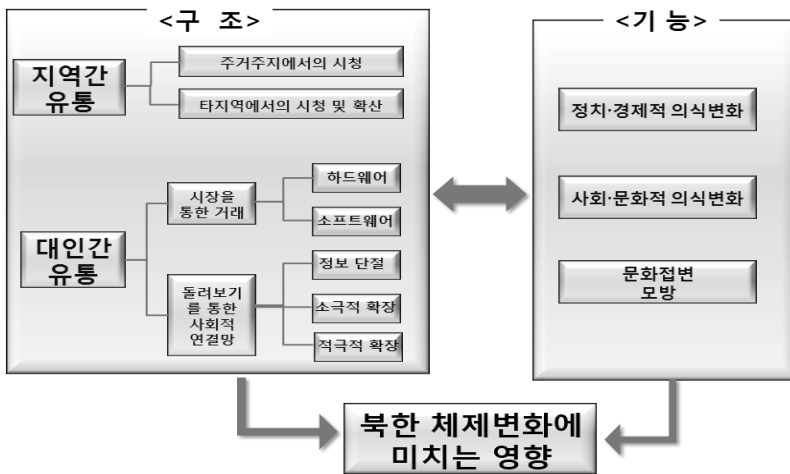 <구 조>
지역간
유통
주거주지에서의 시청
타지역에서의 시청 및 확산
대인간
유통
시장을
통한 거래
하드웨어
소프트웨어
돌려보기
를 통한
사회적
연결망
정보 단절
소극적 확장
적극적 확장
<기 능>
정치·경제적 의식변화
사회·문화적 의식변화
문화접변
모방
북한 체제변화에
미치는 영향